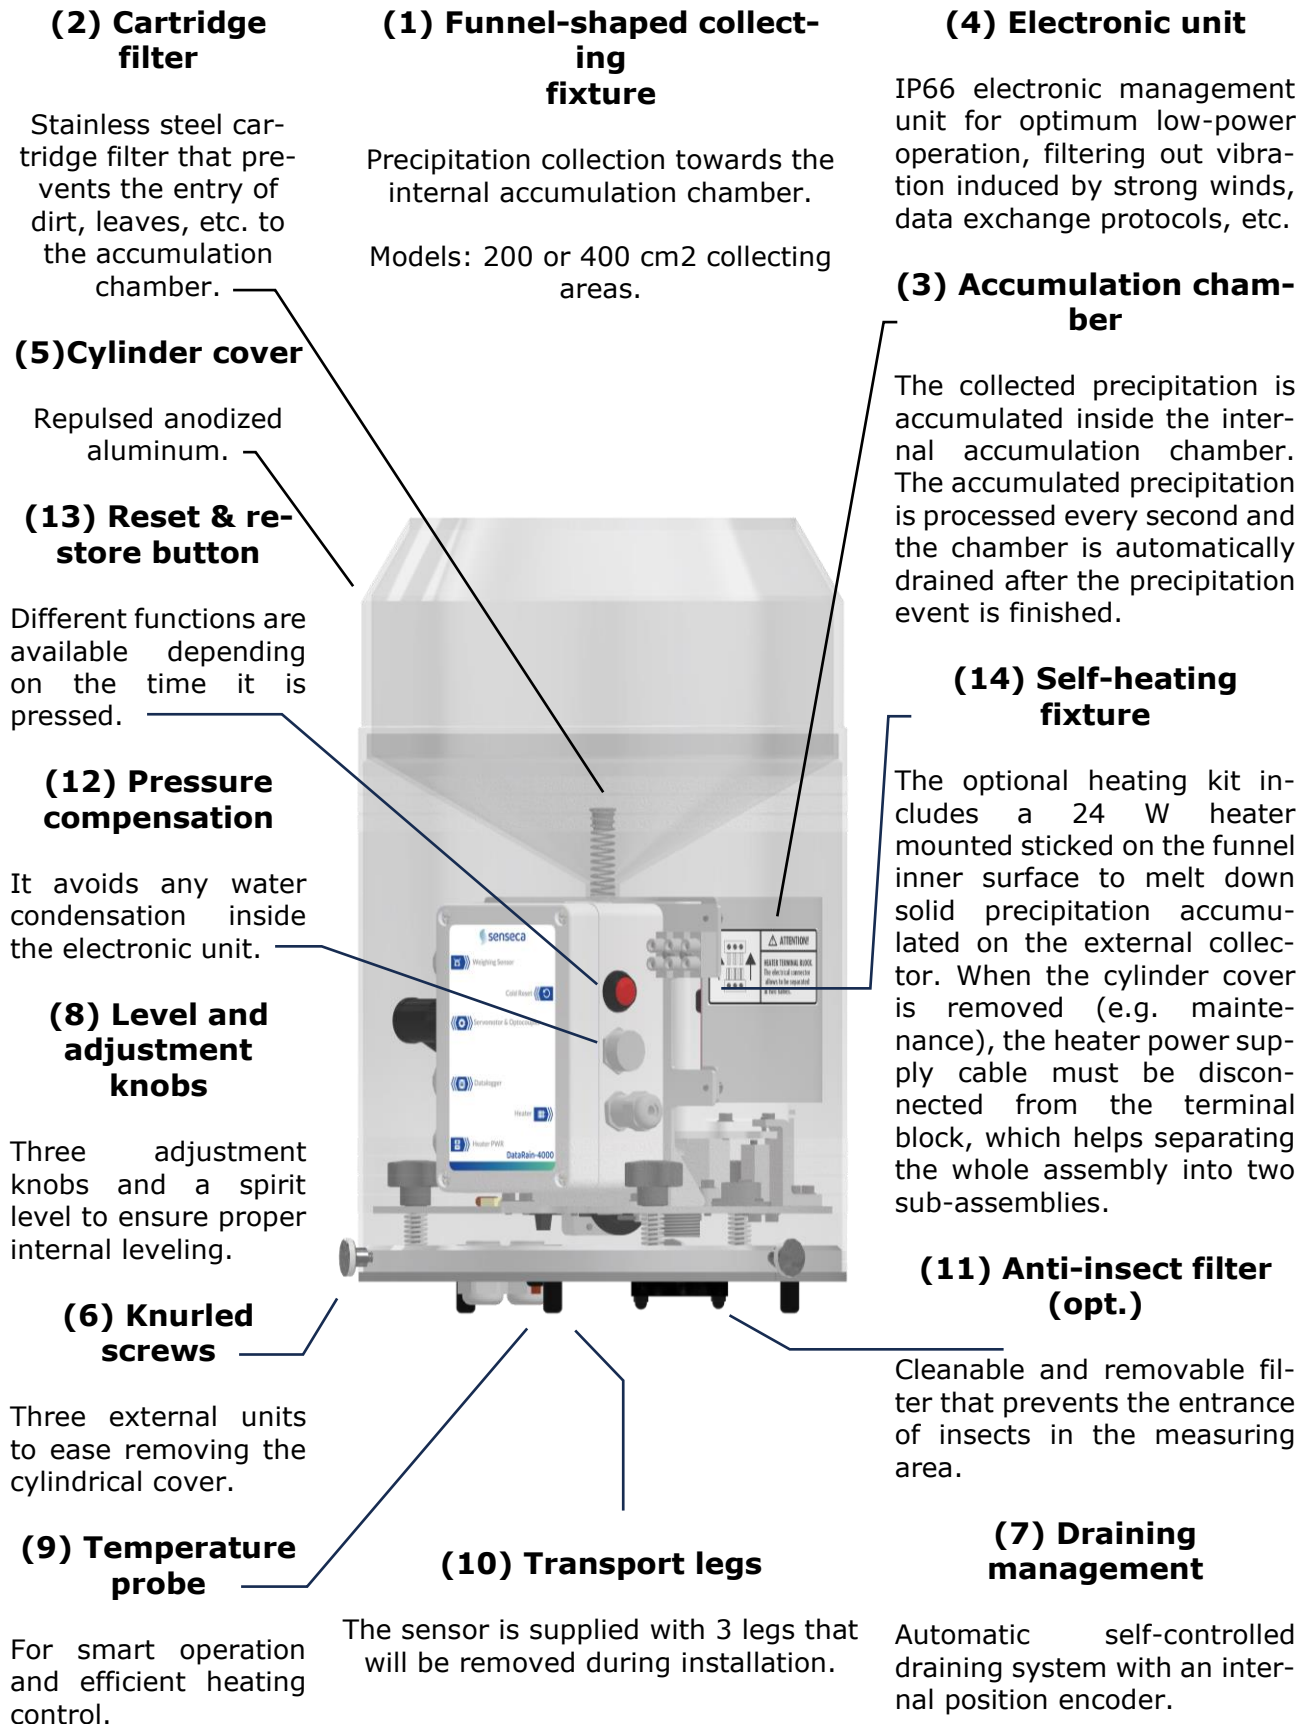 (2) Cartridge
filter
Stainless steel car-
tridge filter that pre-
vents the entry of
dirt, leaves, etc. to
the accumulation
chamber.
(5)Cylinder cover
Repulsed anodized
aluminum.
(13) Reset & re-
store button
Different functions are
available depending
on the time it is
pressed.
(12) Pressure
compensation
It avoids any water
condensation inside
the electronic unit.
(8) Level and
adjustment
knobs
Three adjustment
knobs and a spirit
level to ensure proper
internal leveling.
(6) Knurled
screws
Three external units
to ease removing the
cylindrical cover.
(9) Temperature
probe
For smart operation
and efficient heating
control.
(1) Funnel-shaped collect-
ing
fixture
Precipitation collection towards the
internal accumulation chamber.
Models: 200 or 400 cm2 collecting
areas.
senseca
Weighing Sensor
Cold Reset
Servomotor & Optocoupler
Datalogger
Heater
Heater PWR
DataRain-4000
ATTENTION!
HEATER TERMINAL BLOCK.
The electrical connector
allows to be separated
(10) Transport legs
The sensor is supplied with 3 legs that
will be removed during installation.
(4) Electronic unit
IP66 electronic management
unit for optimum low-power
operation, filtering out vibra-
tion induced by strong winds,
data exchange protocols, etc.
(3) Accumulation cham-
ber
The collected precipitation is
accumulated inside the inter-
nal accumulation chamber.
The accumulated precipitation
is processed every second and
the chamber is automatically
drained after the precipitation
event is finished.
(14) Self-heating
fixture
The optional heating kit in-
cludes a 24 W heater
mounted sticked on the funnel
inner surface to melt down
solid precipitation accumu-
lated on the external collec-
tor. When the cylinder cover
is removed (e.g. mainte-
nance), the heater power sup-
ply cable must be discon-
nected from the terminal
block, which helps separating
the whole assembly into two
sub-assemblies.
(11) Anti-insect filter
(opt.)
Cleanable and removable fil-
ter that prevents the entrance
of insects in the measuring
area.
(7) Draining
management
Automatic self-controlled
draining system with an inter-
nal position encoder.